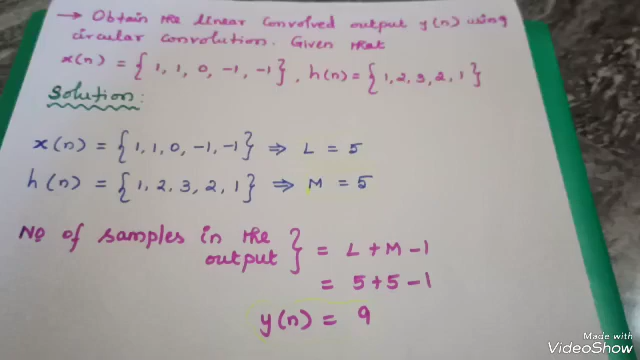 → Obtain the linear convolved output y(n) using
circular convolution. Given that
x(n) = { 1, 1, 0, -1, -1 } , h(n) = { 1, 2, 3, 2, 1 }
Solution:
x(n) = { 1, 1, 0, -1, -1 } ⇒ L = 5
h(n) = { 1, 2, 3, 2, 1 } ⇒ M = 5
No of samples in the
output } = L + M - 1
= 5 + 5 - 1
y(n) = 9
Made with
VideoShow